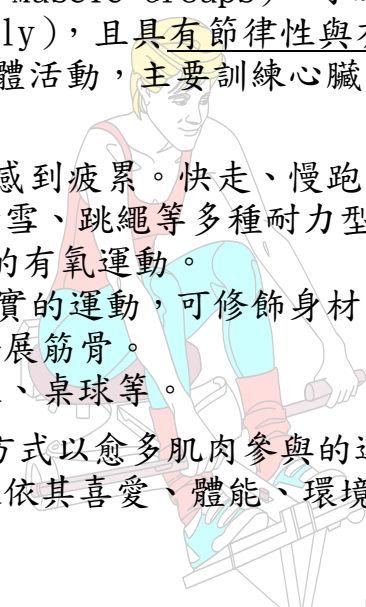 ly),且具有節律性與
體活動,主要訓練心臟
感到疲累。快走、慢跑
雪、跳繩等多種耐力型
的有氧運動。
實的運動,可修飾身材
展筋骨。
、桌球等。
方式以愈多肌肉參與的
依其喜愛、體能、環境